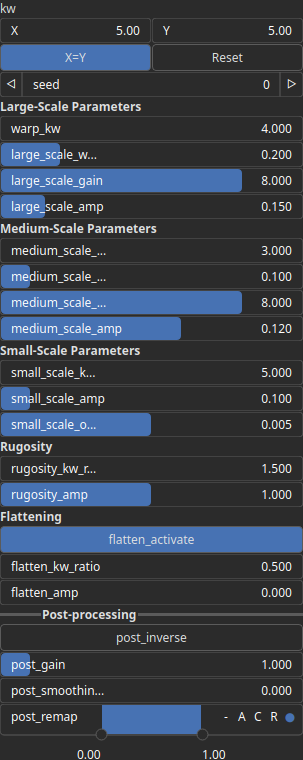 kw
X 5.00 Y 5.00
X=Y Reset
seed 0
Large-Scale Parameters
warp_kw 4.000
large_scale_w... 0.200
large_scale_gain 8.000
large_scale_amp 0.150
Medium-Scale Parameters
medium_scale_... 3.000
medium_scale_... 0.100
medium_scale_... 8.000
medium_scale_amp 0.120
Small-Scale Parameters
small_scale_k... 5.000
small_scale_amp 0.100
small_scale_o... 0.005
Rugosity
rugosity_kw_r... 1.500
rugosity_amp 1.000
Flattening
flatten_activate
flatten_kw_ratio 0.500
flatten_amp 0.000
Post-processing
post_inverse
post_gain 1.000
post_smoothin... 0.000
post_remap - A C R
0.00 1.00